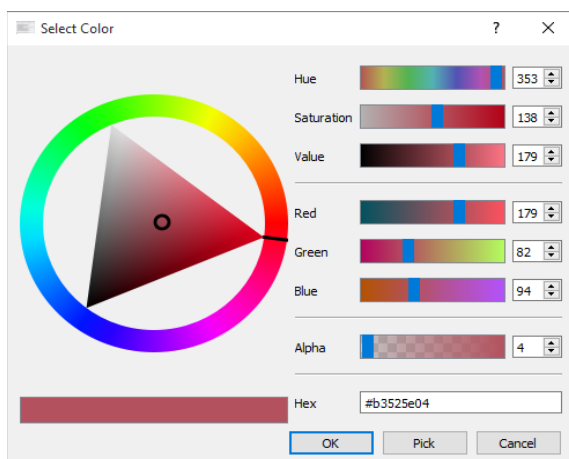 Select Color ? ×
Hue 353
Saturation 138
Value 179
Red 179
Green 82
Blue 94
Alpha 4
Hex #b3525e04
OK Pick Cancel